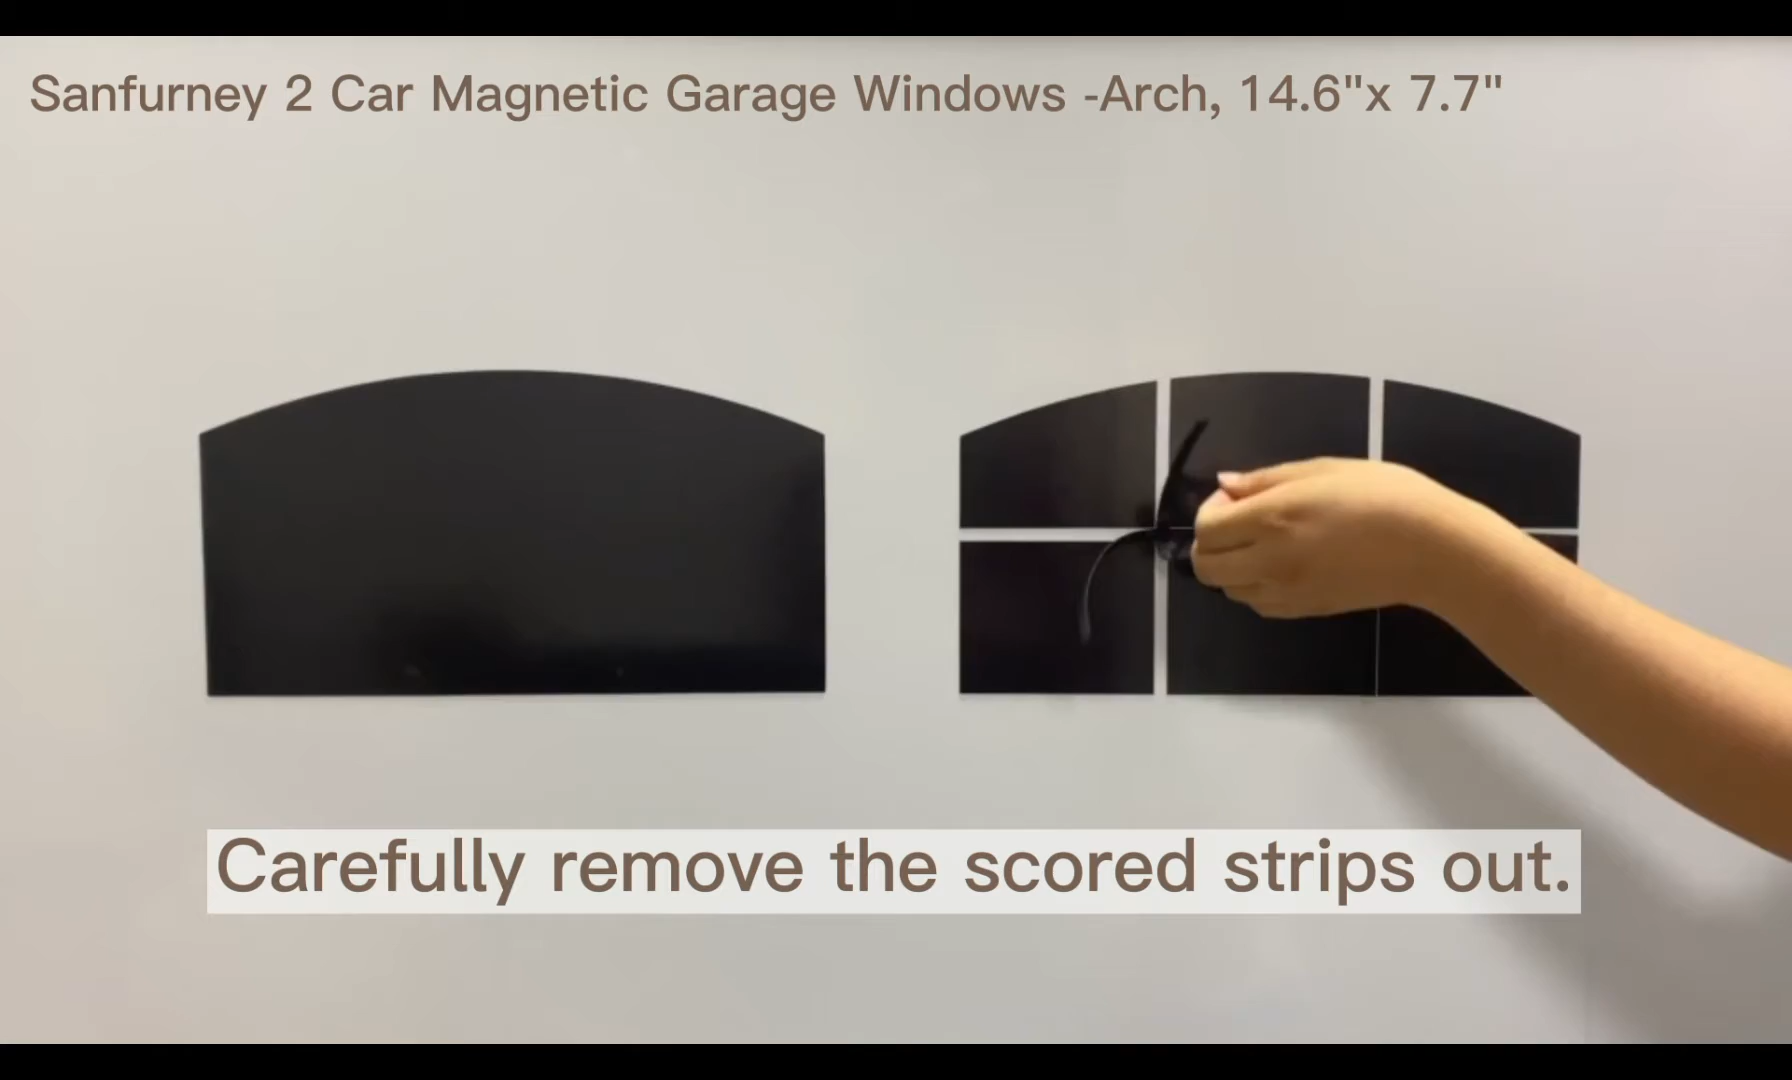 Sanfurney 2 Car Magnetic Garage Windows -Arch, 14.6"x 7.7"
Carefully remove the scored strips out.